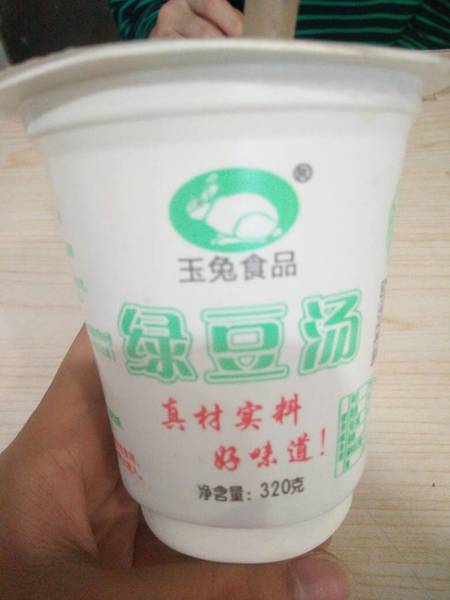 ®
玉兔食品
绿豆汤
真材实料
好味道!
净含量: 320克